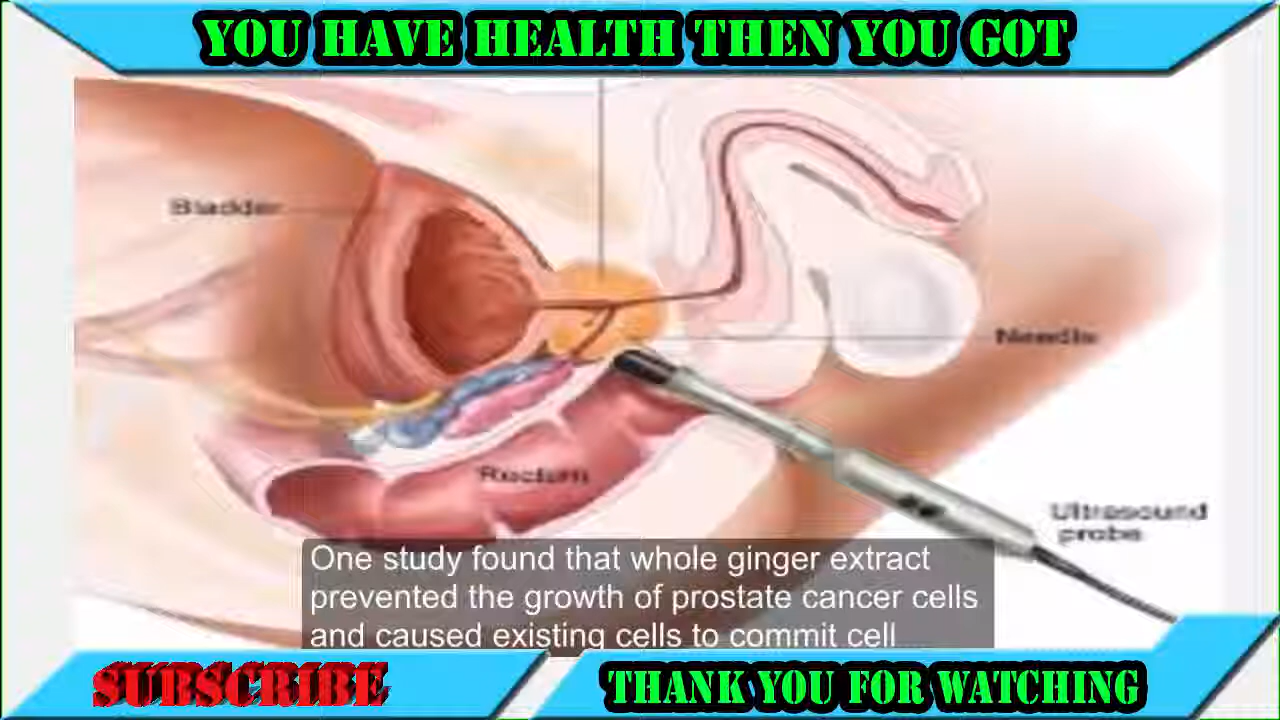 YOU HAVE HEALTH THEN YOU GOT
Bladder
Needle
Rectum
Ultrasound
probe
One study found that whole ginger extract
prevented the growth of prostate cancer cells
and caused existing cells to commit cell
SUBSCRIBE
THANK YOU FOR WATCHING